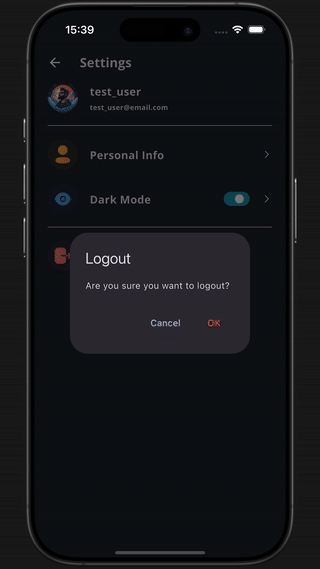 15:39
Settings
test_user
test_user@email.com
Personal Info
Dark Mode
Logout
Are you sure you want to logout?
Cancel
OK